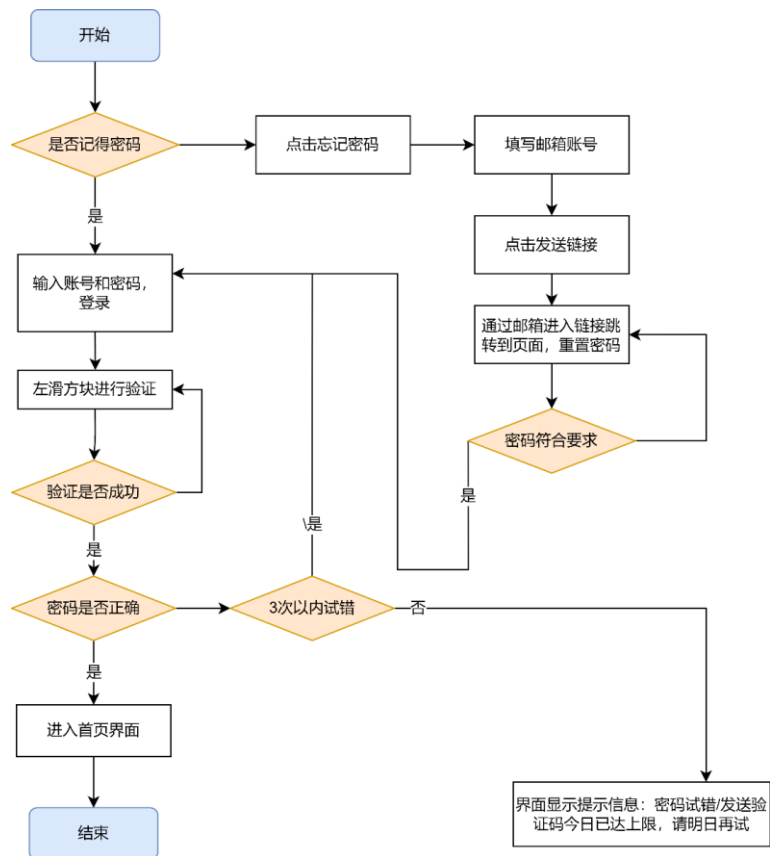 开始
是否记得密码
点击忘记密码
填写邮箱账号
是
点击发送链接
输入账号和密码，
登录
通过邮箱进入链接跳
转到页面，重置密码
左滑方块进行验证
密码符合要求
验证是否成功
是
\是
是
密码是否正确
3次以内试错
否
是
进入首页界面
界面显示提示信息：密码试错/发送验
证码今日已达上限，请明日再试
结束